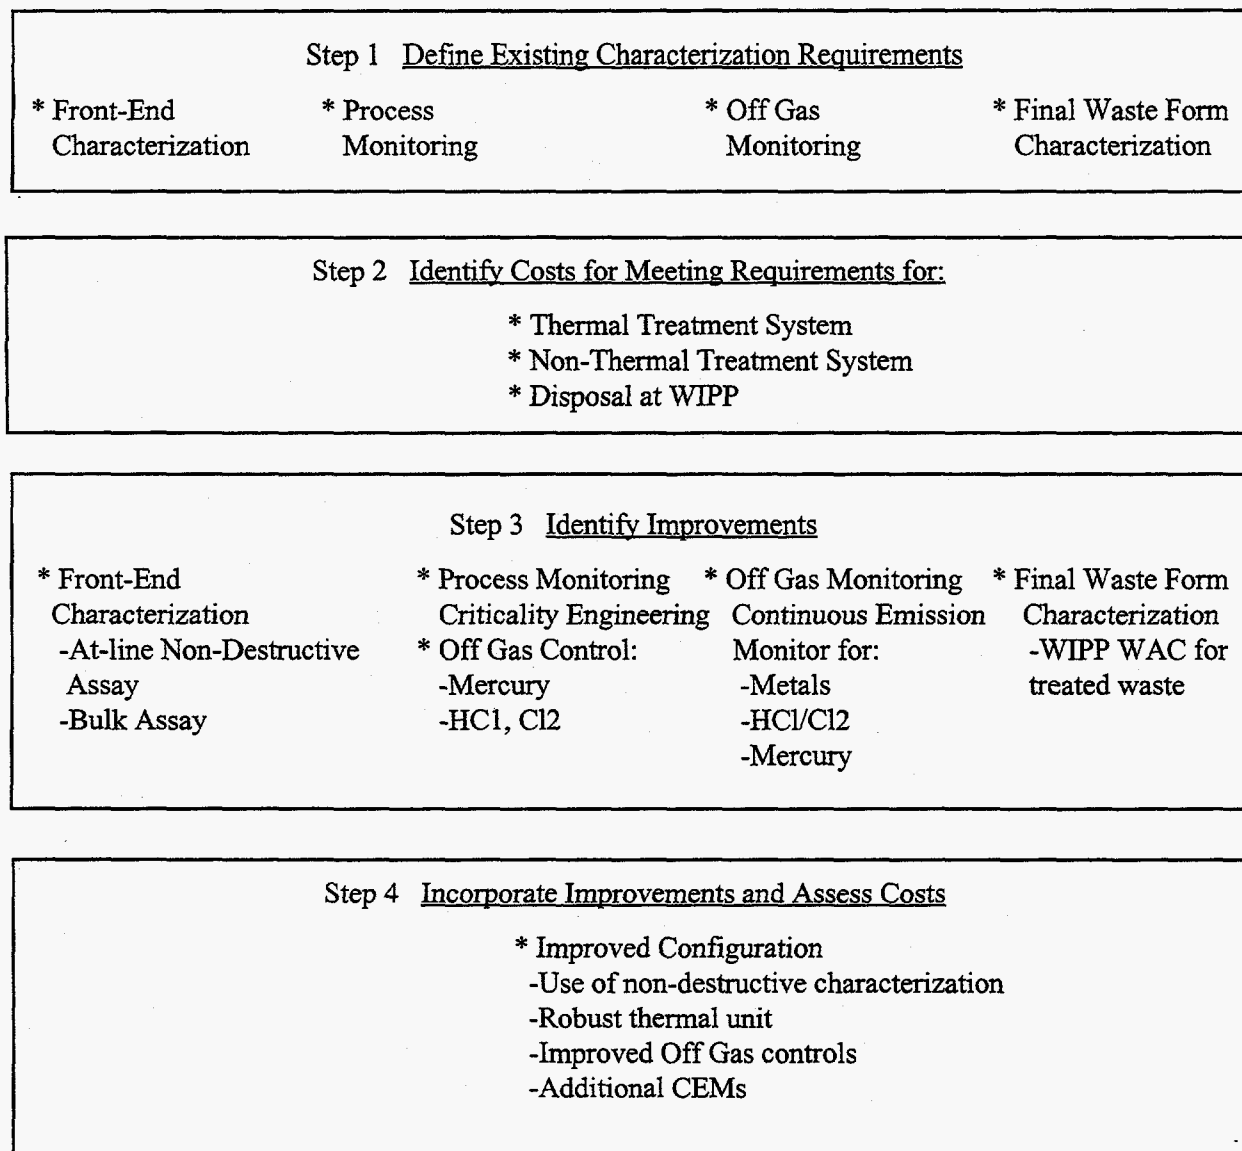 Step 1 Define Existing Characterization Requirements
* Front-End
Characterization
* Process
Monitoring
* Off Gas
Monitoring
* Final Waste Form
Characterization
Step 2 Identify Costs for Meeting Requirements for:
* Thermal Treatment System
* Non-Thermal Treatment System
* Disposal at WIPP
Step 3 Identify Improvements
* Front-End
Characterization
-At-line Non-Destructive
Assay
-Bulk Assay
* Process Monitoring
Criticality Engineering
* Off Gas Control:
-Mercury
-HC1, Cl2
* Off Gas Monitoring
Continuous Emission
Monitor for:
-Metals
-HCl/Cl2
-Mercury
* Final Waste Form
Characterization
-WIPP WAC for
treated waste
Step 4 Incorporate Improvements and Assess Costs
* Improved Configuration
-Use of non-destructive characterization
-Robust thermal unit
-Improved Off Gas controls
-Additional CEMs